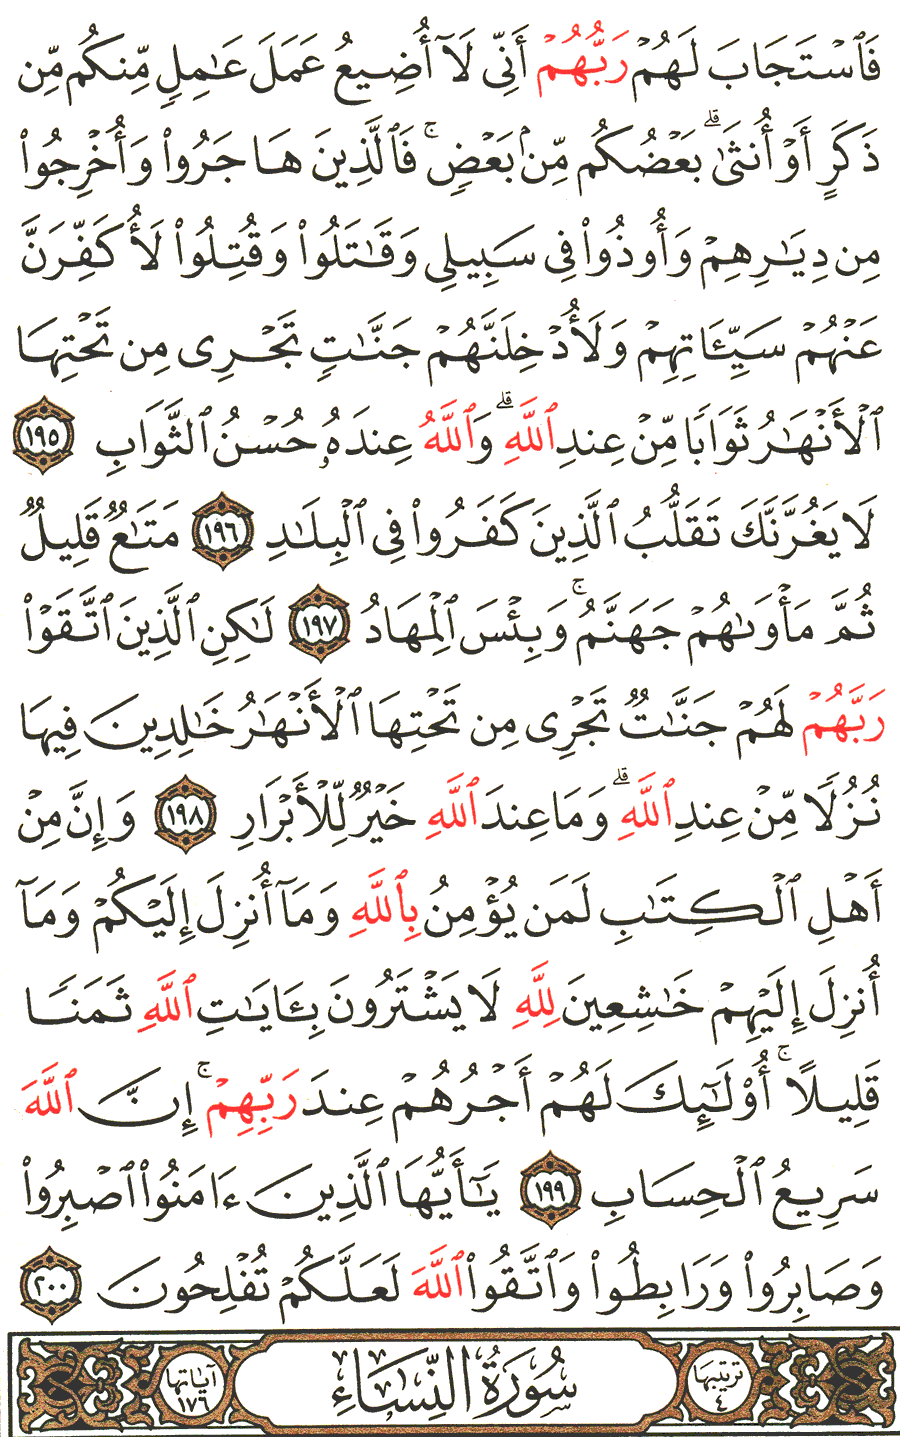 فَٱسْتَجَابَ لَهُمْ رَبُّهُمْ أَنِّى لَآ أُضِيعُ عَمَلَ عَـٰمِلٍ مِّنكُم مِّن
ذَكَرٍ أَوْ أُنثَىٰ ۖ بَعْضُكُم مِّنۢ بَعْضٍ ۚ فَٱلَّذِينَ هَاجَرُوا۟ وَأُخْرِجُوا۟
مِن دِيَـٰرِهِمْ وَأُوذُوا۟ فِى سَبِيلِى وَقَـٰتَلُوا۟ وَقُتِلُوا۟ لَأُكَفِّرَنَّ
عَنْهُمْ سَيِّـَٔاتِهِمْ وَلَأُدْخِلَنَّهُمْ جَنَّـٰتٍ تَجْرِى مِن تَحْتِهَا
ٱلْأَنْهَـٰرُ ثَوَابًا مِّنْ عِندِ ٱللَّهِ ۗ وَٱللَّهُ عِندَهُۥ حُسْنُ ٱلثَّوَابِ ١٩٥
لَا يَغُرَّنَّكَ تَقَلُّبُ ٱلَّذِينَ كَفَرُوا۟ فِى ٱلْبِلَـٰدِ ١٩٦ مَتَـٰعٌ قَلِيلٌ
ثُمَّ مَأْوَىٰهُمْ جَهَنَّمُ ۚ وَبِئْسَ ٱلْمِهَادُ ١٩٧ لَـٰكِنِ ٱلَّذِينَ ٱتَّقَوْا۟
رَبَّهُمْ لَهُمْ جَنَّـٰتٌ تَجْرِى مِن تَحْتِهَا ٱلْأَنْهَـٰرُ خَـٰلِدِينَ فِيهَا
نُزُلًا مِّنْ عِندِ ٱللَّهِ ۗ وَمَا عِندَ ٱللَّهِ خَيْرٌ لِّلْأَبْرَارِ ١٩٨ وَإِنَّ مِنْ
أَهْلِ ٱلْكِتَـٰبِ لَمَن يُؤْمِنُ بِٱللَّهِ وَمَآ أُنزِلَ إِلَيْكُمْ وَمَآ
أُنزِلَ إِلَيْهِمْ خَـٰشِعِينَ لِلَّهِ لَا يَشْتَرُونَ بِـَٔايَـٰتِ ٱللَّهِ ثَمَنًا
قَلِيلًا ۚ أُو۟لَـٰٓئِكَ لَهُمْ أَجْرُهُمْ عِندَ رَبِّهِمْ ۗ إِنَّ ٱللَّهَ
سَرِيعُ ٱلْحِسَابِ ١٩٩ يَـٰٓأَيُّهَا ٱلَّذِينَ ءَامَنُوا۟ ٱصْبِرُوا۟
وَصَابِرُوا۟ وَرَابِطُوا۟ وَٱتَّقُوا۟ ٱللَّهَ لَعَلَّكُمْ تُفْلِحُونَ ٢٠٠
ترتيبها ٤ سُورَةُ النِّسَاءِ آياتها ١٧٦